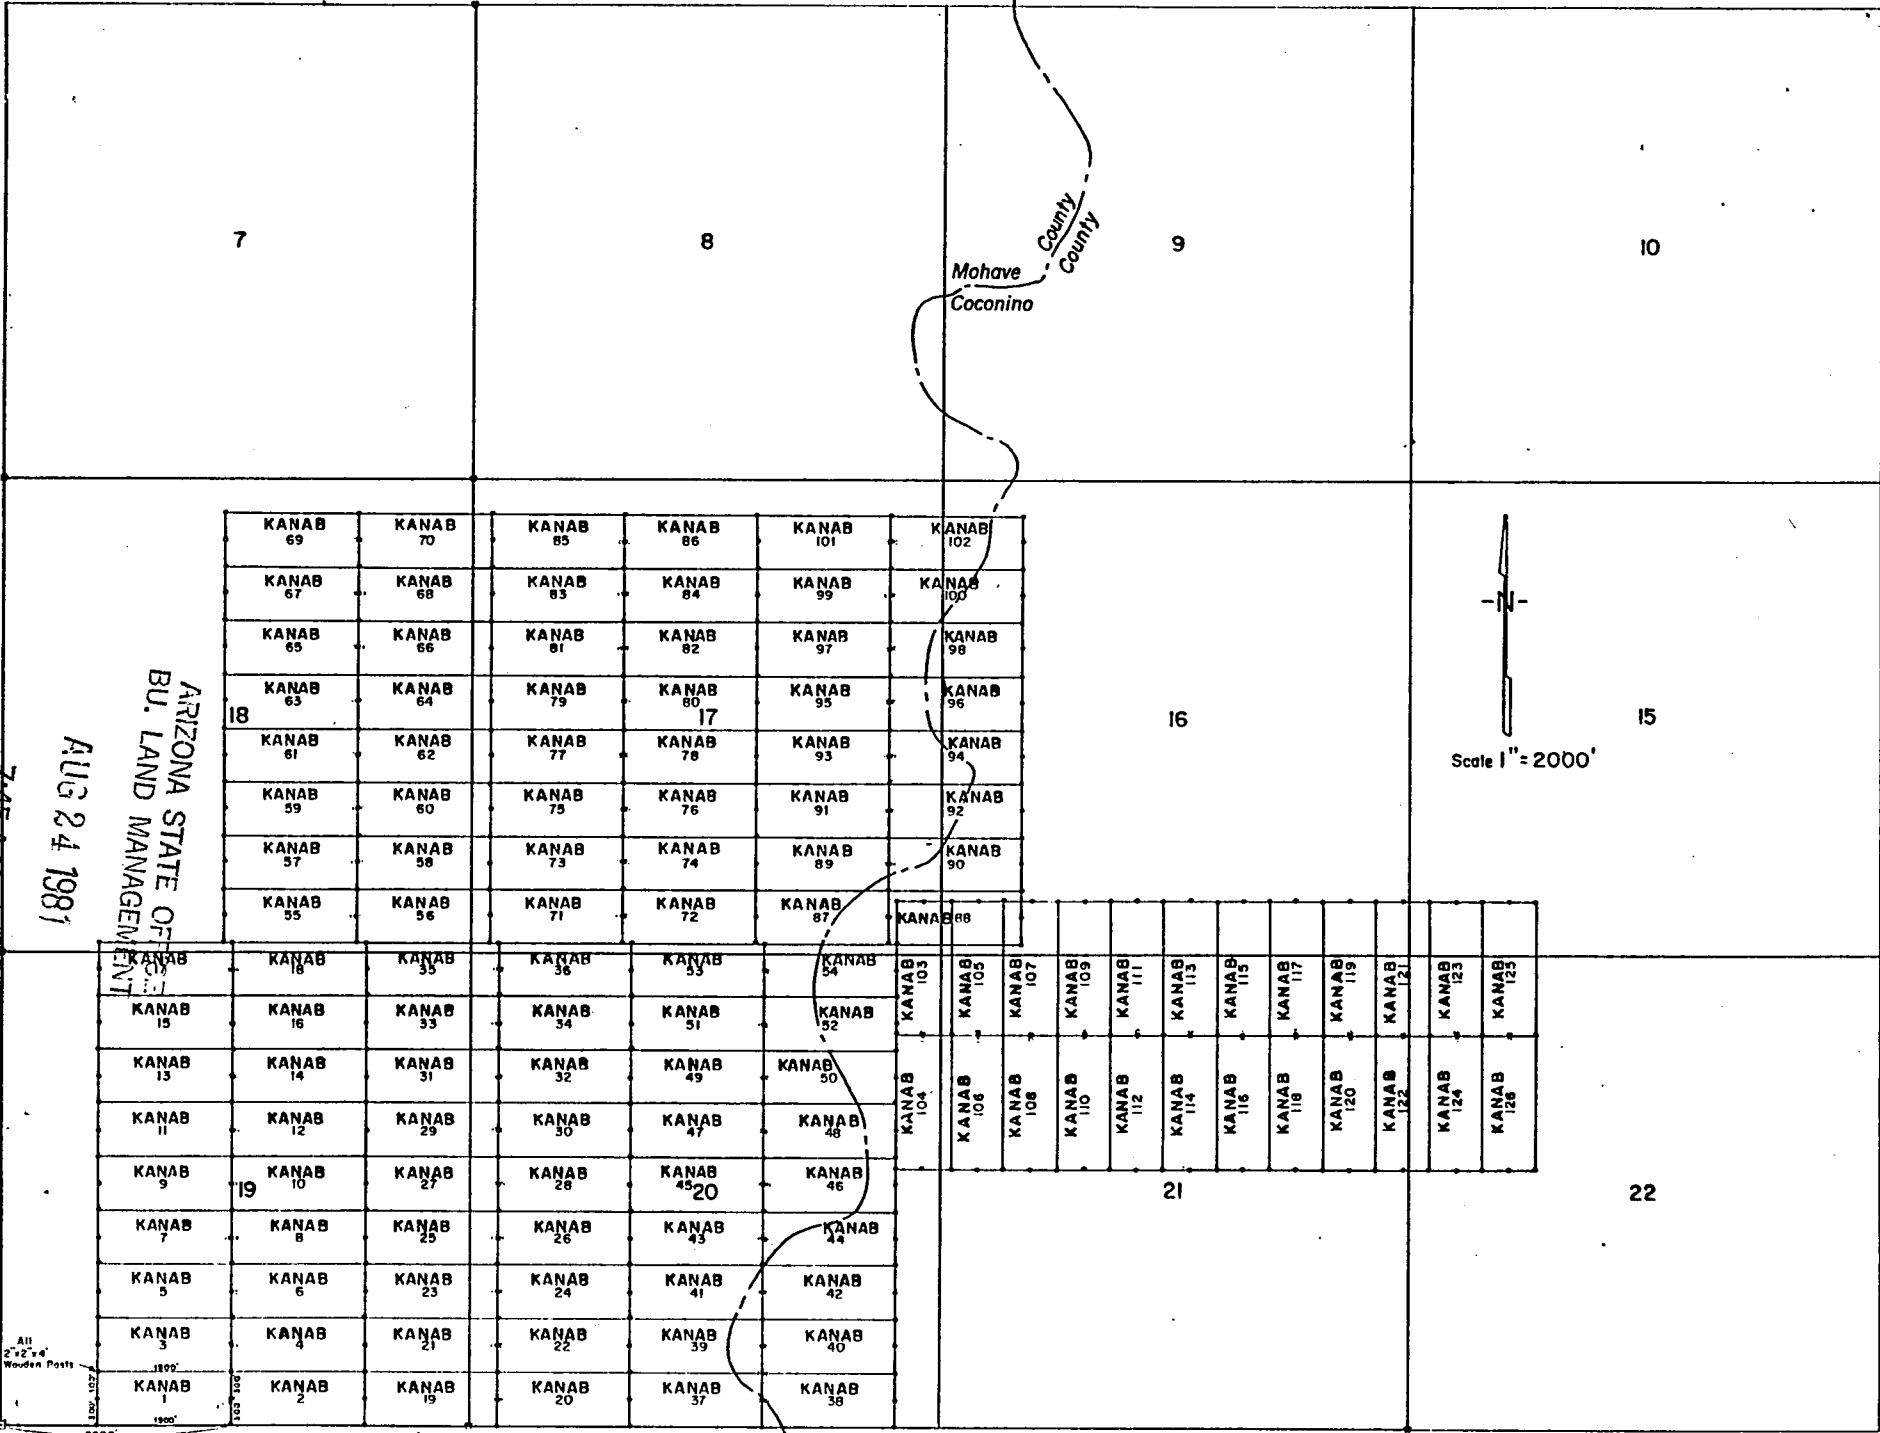 7
8
9
10
County
County
Mohave
Coconino
KANAB 69
KANAB 70
KANAB 85
KANAB 86
KANAB 101
KANAB 102
KANAB 67
KANAB 68
KANAB 83
KANAB 84
KANAB 99
KANAB 100
KANAB 65
KANAB 66
KANAB 81
KANAB 82
KANAB 97
KANAB 98
KANAB 63
KANAB 64
KANAB 79
KANAB 80
KANAB 95
KANAB 96
18
17
16
15
N
Scale 1"=2000'
KANAB 61
KANAB 62
KANAB 77
KANAB 78
KANAB 93
KANAB 94
KANAB 59
KANAB 60
KANAB 75
KANAB 76
KANAB 91
KANAB 92
KANAB 57
KANAB 58
KANAB 73
KANAB 74
KANAB 89
KANAB 90
KANAB 55
KANAB 56
KANAB 71
KANAB 72
KANAB 87
KANAB 88
ARIZONA STATE OFFICE
BU. LAND MANAGEMENT
AUG 24 1981
KANAB 17
KANAB 18
KANAB 35
KANAB 36
KANAB 53
KANAB 54
KANAB 15
KANAB 16
KANAB 33
KANAB 34
KANAB 51
KANAB 52
KANAB 13
KANAB 14
KANAB 31
KANAB 32
KANAB 49
KANAB 50
KANAB 11
KANAB 12
KANAB 29
KANAB 30
KANAB 47
KANAB 48
KANAB 9
19
KANAB 10
KANAB 27
KANAB 28
KANAB 45
20
KANAB 46
KANAB 7
KANAB 8
KANAB 25
KANAB 26
KANAB 43
KANAB 44
KANAB 5
KANAB 6
KANAB 23
KANAB 24
KANAB 41
KANAB 42
KANAB 3
KANAB 4
KANAB 21
KANAB 22
KANAB 39
KANAB 40
KANAB 1
KANAB 2
KANAB 19
KANAB 20
KANAB 37
KANAB 38
KANAB 103
KANAB 105
KANAB 107
KANAB 109
KANAB 111
KANAB 113
KANAB 115
KANAB 117
KANAB 119
KANAB 121
KANAB 123
KANAB 125
KANAB 104
KANAB 106
KANAB 108
KANAB 110
KANAB 112
KANAB 114
KANAB 116
KANAB 118
KANAB 120
KANAB 122
KANAB 124
KANAB 126
21
22
All
2"x2"x4'
Wooden Posts
1500'
1500'
300'
300'